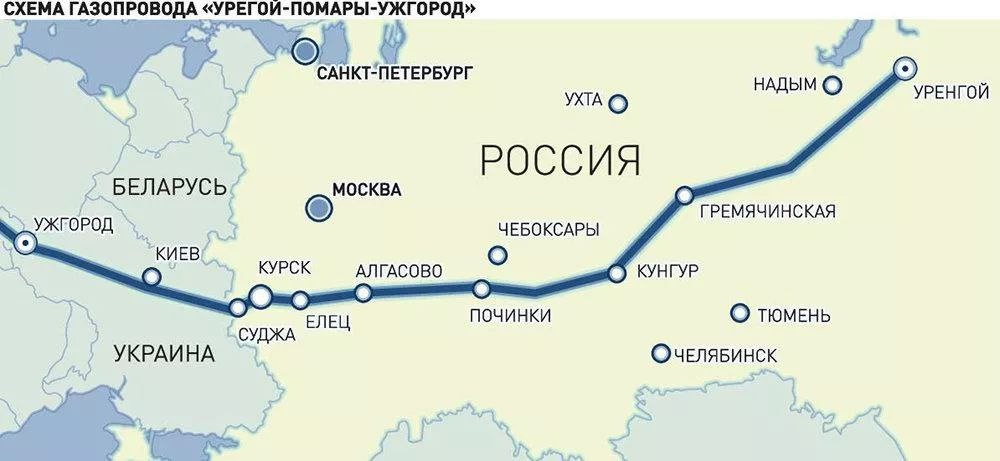 СХЕМА ГАЗОПРОВОДА «УРЕГОЙ-ПОМАРЫ-УЖГОРОД»
САНКТ-ПЕТЕРБУРГ
НАДЫМ
УРЕНГОЙ
УХТА
РОССИЯ
БЕЛАРУСЬ
МОСКВА
ГРЕМЯЧИНСКАЯ
УЖГОРОД
ЧЕБОКСАРЫ
КИЕВ
КУРСК
АЛГАСОВО
КУНГУР
ПОЧИНКИ
ТЮМЕНЬ
ЕЛЕЦ
СУДЖА
УКРАИНА
ЧЕЛЯБИНСК